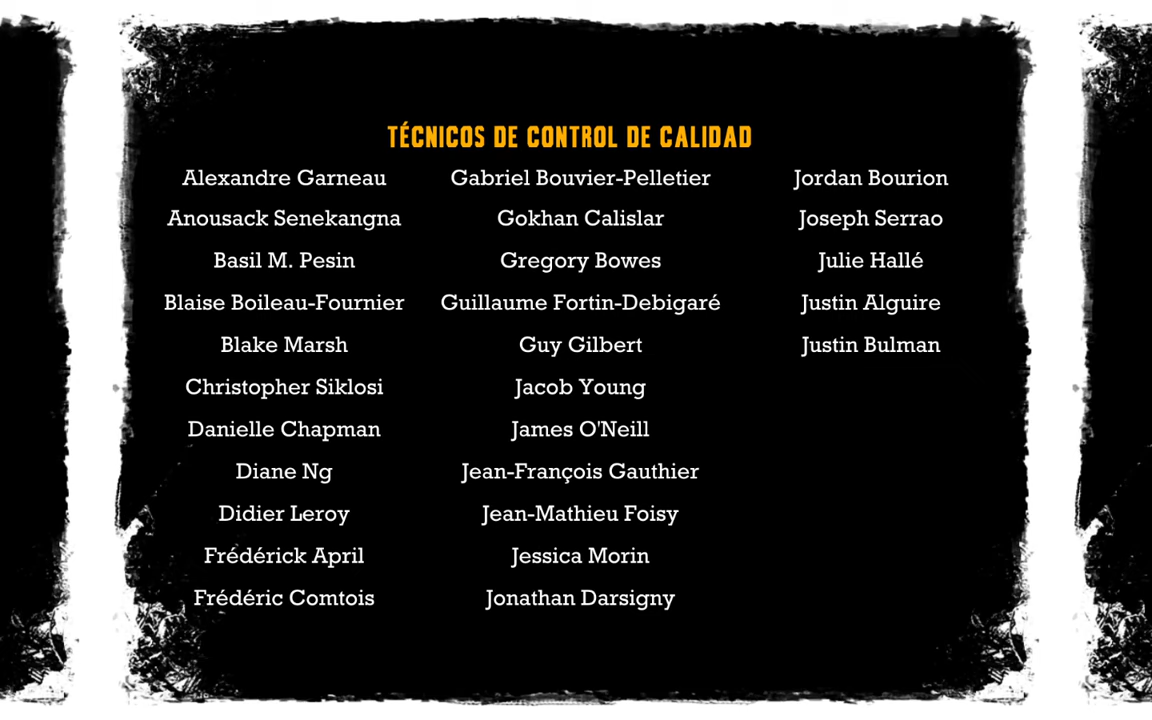 TÉCNICOS DE CONTROL DE CALIDAD
Alexandre Garneau
Anousack Senekangna
Basil M. Pesin
Blaise Boileau-Fournier
Blake Marsh
Christopher Siklosi
Danielle Chapman
Diane Ng
Didier Leroy
Frédérick April
Frédéric Comtois
Gabriel Bouvier-Pelletier
Gokhan Calislar
Gregory Bowes
Guillaume Fortin-Debigaré
Guy Gilbert
Jacob Young
James O'Neill
Jean-François Gauthier
Jean-Mathieu Foisy
Jessica Morin
Jonathan Darsigny
Jordan Bourion
Joseph Serrao
Julie Hallé
Justin Alguire
Justin Bulman